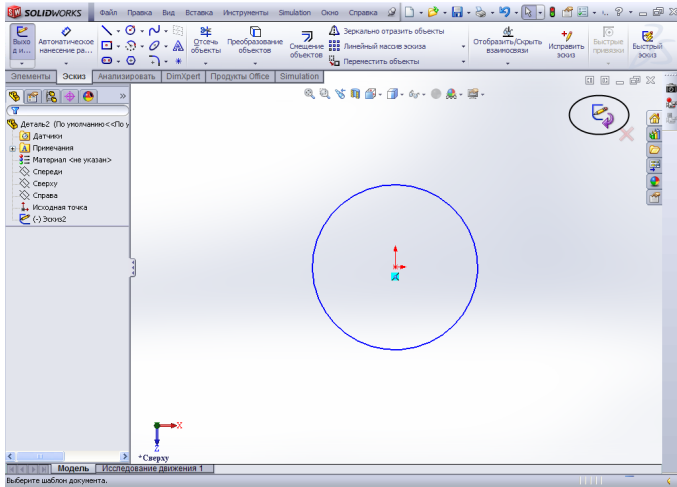 SOLIDWORKS Файл Правка Вид Вставка Инструменты Simulation Окно Справка
Выхо д и... Автоматическое нанесение ра... Отсечь объекты Преобразование объектов Смещение объектов Зеркально отразить объекты Отобразить/Скрыть взаимосвязи Исправить эскиз Быстрые привязки Быстрый эскиз
Линейный массив эскиза
Переместить объекты
Элементы Эскиз Анализировать DimXpert Продукты Office Simulation
Деталь2 (По умолчанию<<По у
Датчики
Примечания
Материал <не указан>
Спереди
Сверху
Справа
Исходная точка
(-) Эскиз2
X
Z
*Сверху
Модель Исследование движения 1
Выберите шаблон документа.